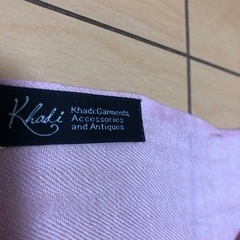 Khadi
Khadi:Garments,
Accessories
and Antiques